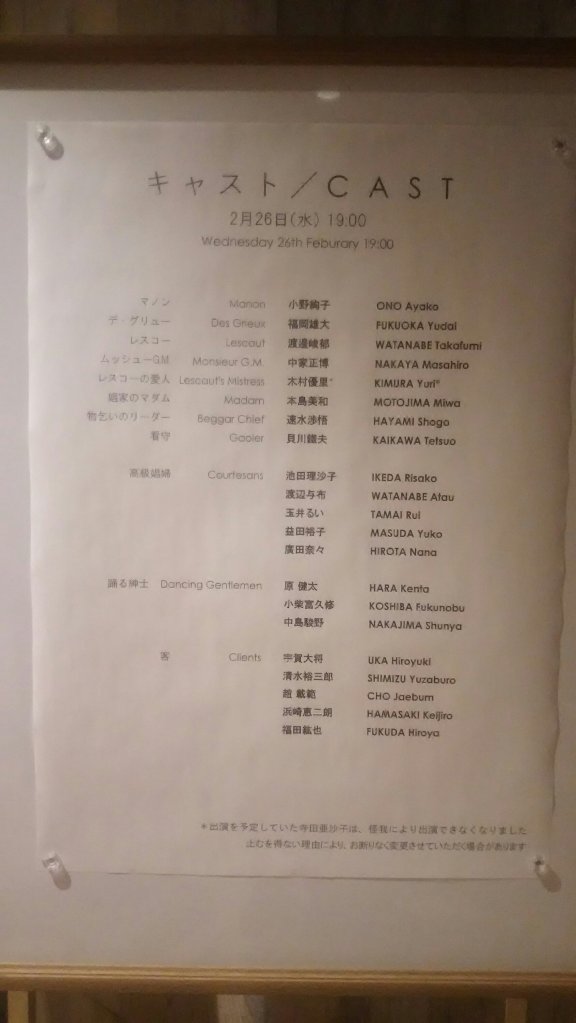 キャスト／CAST
2月26日(水) 19:00
Wednesday 26th Feburary 19:00
マノン Manon 小野絢子 ONO Ayako
デ・グリュー Des Grieux 福岡雄大 FUKUOKA Yudai
レスコー Lescaut 渡邊峻郁 WATANABE Takafumi
ムッシューG.M. Monsieur G.M. 中家正博 NAKAYA Masahiro
レスコーの愛人 Lescaut's Mistress 木村優里* KIMURA Yuri*
娼家のマダム Madam 本島美和 MOTOJIMA Miwa
物乞いのリーダー Beggar Chief 速水渉悟 HAYAMI Shogo
看守 Gaoler 貝川鐵夫 KAIKAWA Tetsuo
高級娼婦 Courtesans 池田理沙子 IKEDA Risako
渡辺与布 WATANABE Atau
玉井るい TAMAI Rui
益田裕子 MASUDA Yuko
廣田奈々 HIROTA Nana
踊る紳士 Dancing Gentlemen 原 健太 HARA Kenta
小柴富久修 KOSHIBA Fukunobu
中島駿野 NAKAJIMA Shunya
客 Clients 宇賀大将 UKA Hiroyuki
清水裕三郎 SHIMIZU Yuzaburo
趙 載範 CHO Jaebum
浜崎恵二朗 HAMASAKI Keijiro
福田紘也 FUKUDA Hiroya
＊出演を予定していた寺田亜沙子は、怪我により出演できなくなりました
止むを得ない理由により、お断りなく変更させていただく場合があります